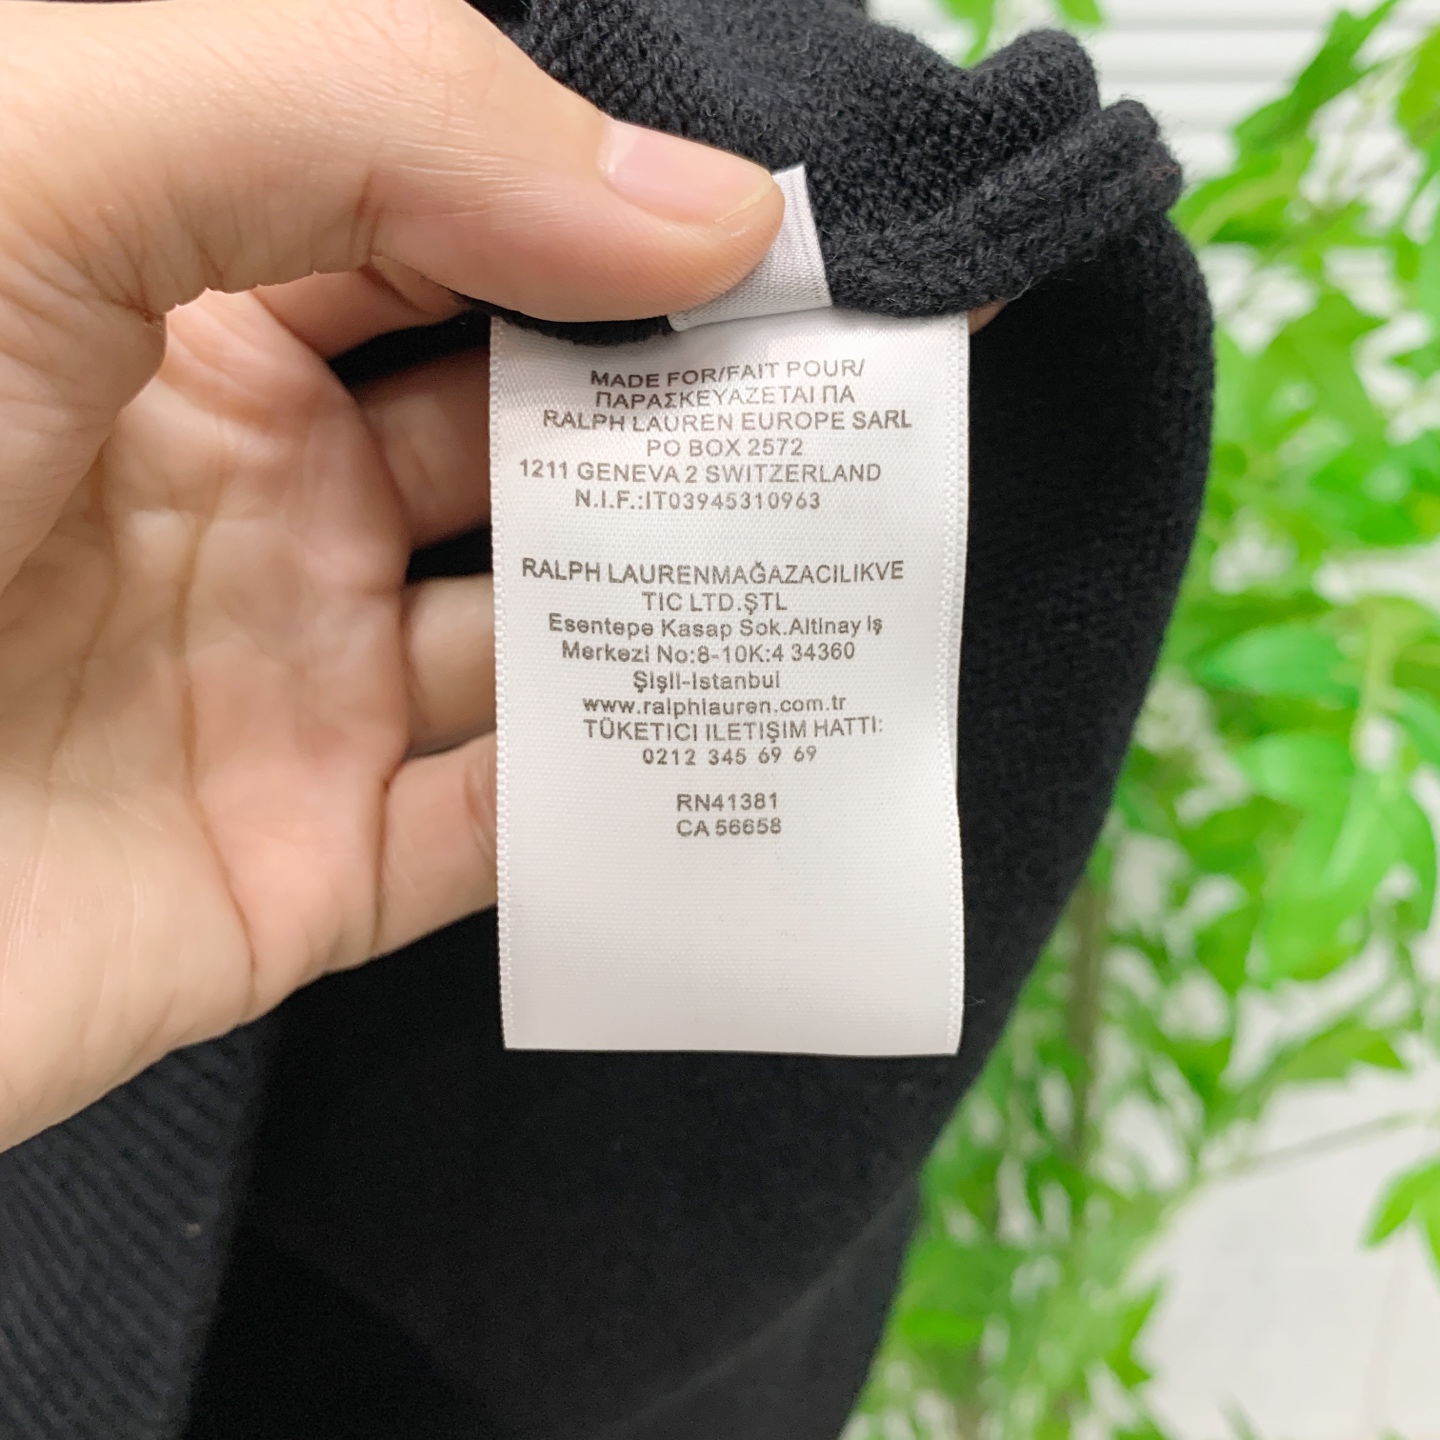 MADE FOR/FAIT POUR/
ΠΑΡΑΣΚΕΥΑΖΕΤΑΙ ΠΑ
RALPH LAUREN EUROPE SARL
PO BOX 2572
1211 GENEVA 2 SWITZERLAND
N.I.F.:IT03945310963
RALPH LAURENMAĞAZACILIKVE
TIC LTD.ŞTL
Esentepe Kasap Sok.Altinay Iş
Merkezi No:8-10K:4 34360
Şişli-Istanbul
www.ralphlauren.com.tr
TÜKETICI ILETIŞIM HATTI:
0212 345 69 69
RN41381
CA 56658